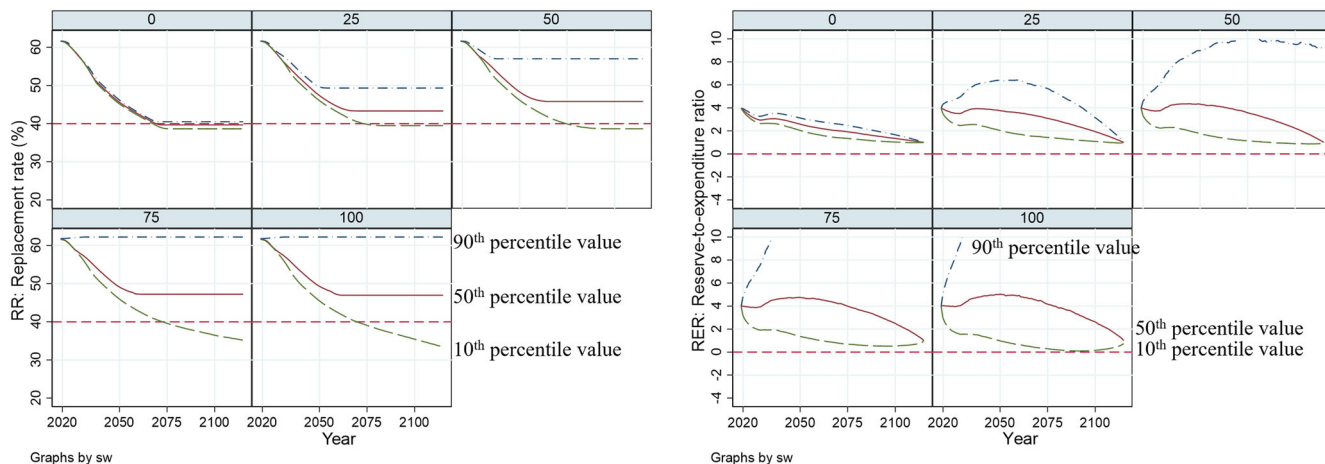 0 25 50
RR: Replacement rate (%)
60
50
40
30
20
75 100
60
50
40
30
20
90th percentile value
50th percentile value
10th percentile value
2020 2050 2075 2100 2020 2050 2075 2100
Year
Graphs by sw
0 25 50
RER: Reserve-to-expenditure ratio
10
8
6
4
2
0
-2
-4
75 100
10
8
6
4
2
0
-2
-4
90th percentile value
50th percentile value
10th percentile value
2020 2050 2075 2100 2020 2050 2075 2100
Year
Graphs by sw